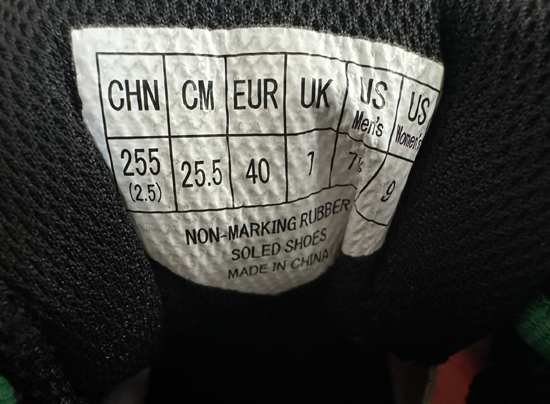 CHN CM EUR UK US Men's US Women's
255 (2.5) 25.5 40 7 7½ 9
NON-MARKING RUBBER
SOLED SHOES
MADE IN CHINA